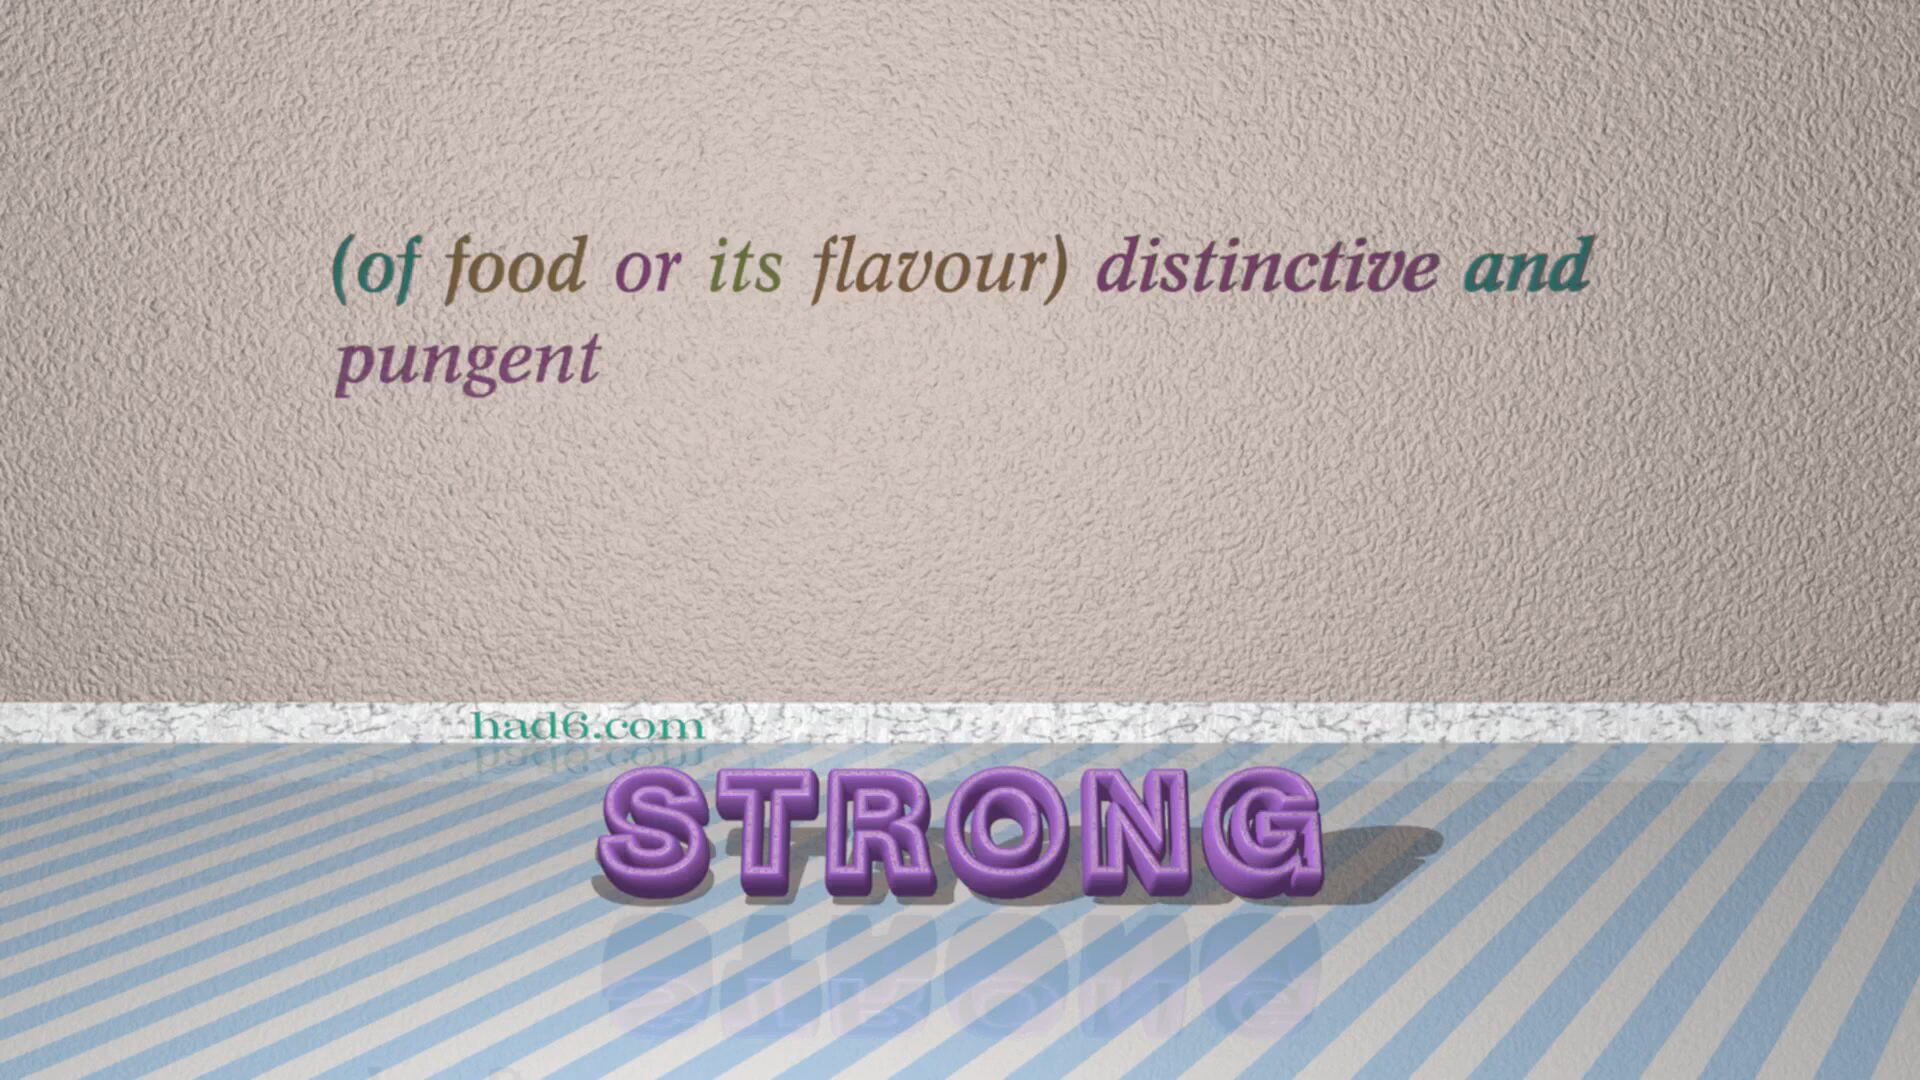 (of food or its flavour) distinctive and
pungent
had6.com
STRONG